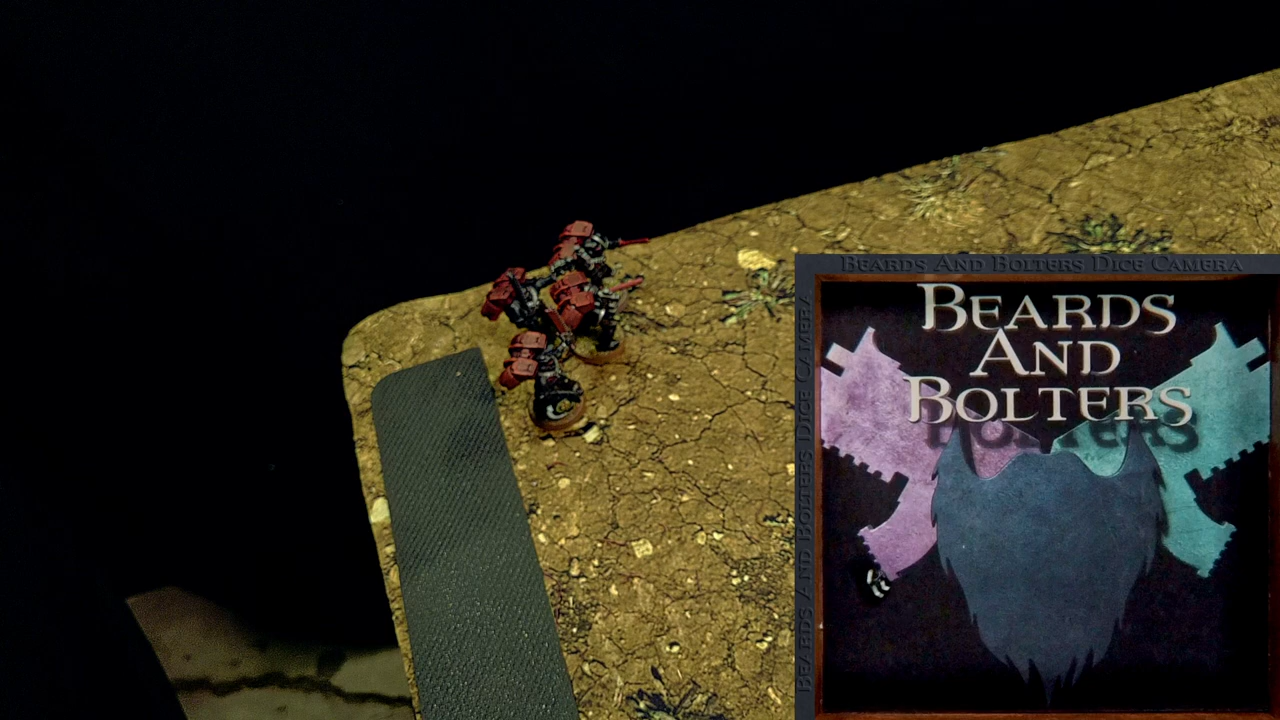 Beards And Bolters Dice Camera
Beards And Bolters Dice Camera
Beards
And
Bolters